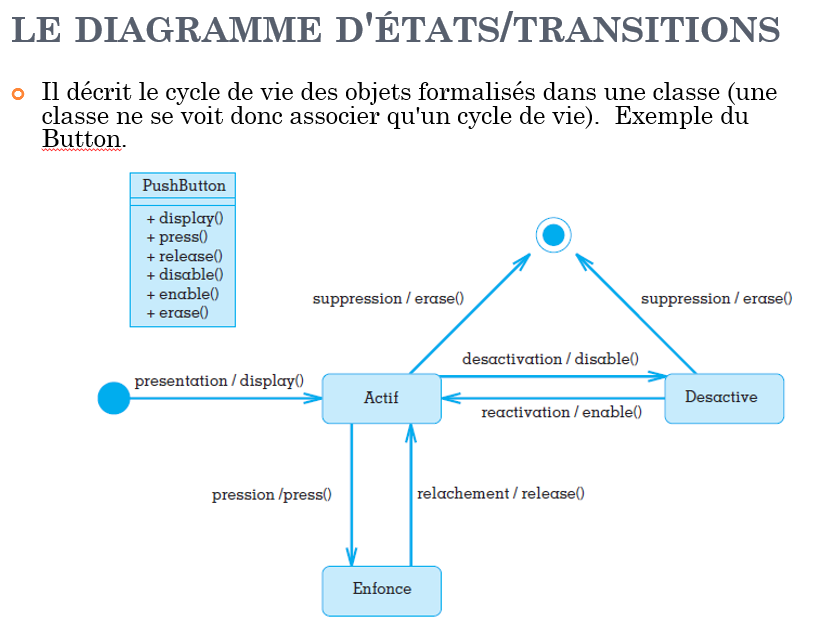 LE DIAGRAMME D'ÉTATS/TRANSITIONS
Il décrit le cycle de vie des objets formalisés dans une classe (une
classe ne se voit donc associer qu'un cycle de vie). Exemple du
Button.
PushButton
+ display()
+ press()
+ release()
+ disable()
+ enable()
+ erase()
suppression / erase()
suppression / erase()
desactivation / disable()
presentation / display()
Actif
Desactive
reactivation / enable()
pression /press()
relachement / release()
Enfonce